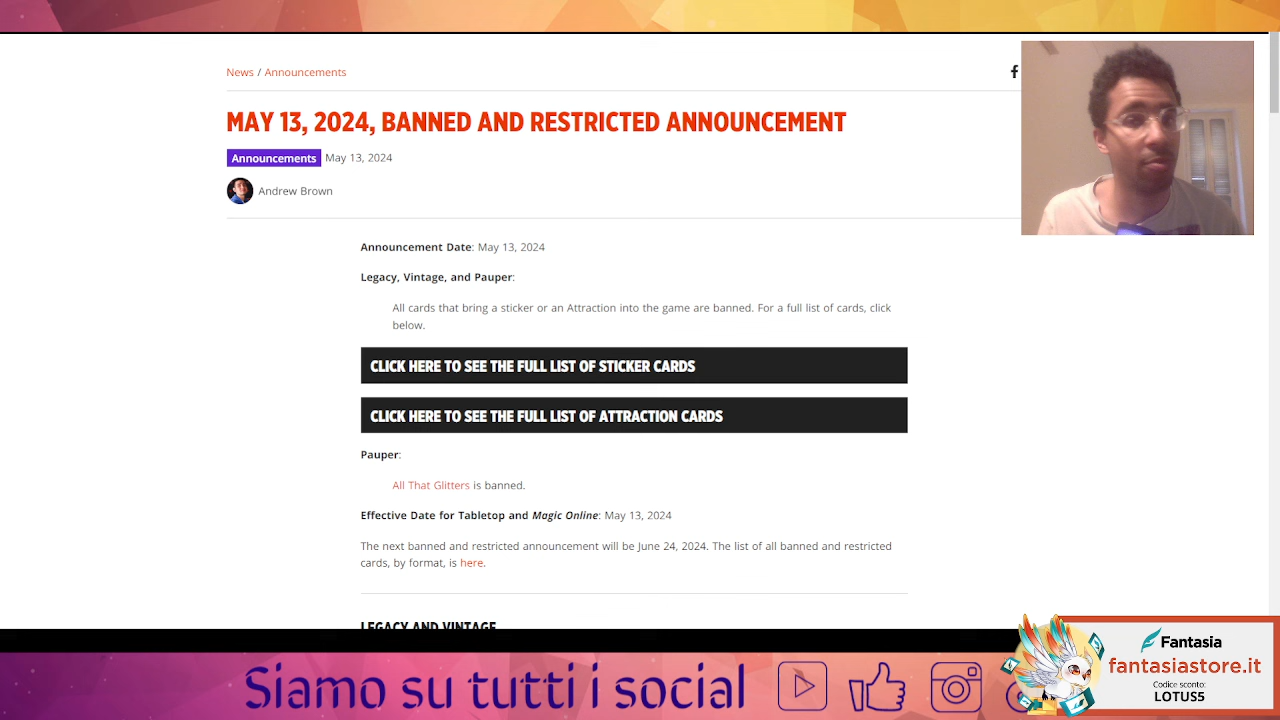 News / Announcements
MAY 13, 2024, BANNED AND RESTRICTED ANNOUNCEMENT
Announcements May 13, 2024
Andrew Brown
Announcement Date: May 13, 2024
Legacy, Vintage, and Pauper:
All cards that bring a sticker or an Attraction into the game are banned. For a full list of cards, click
below.
CLICK HERE TO SEE THE FULL LIST OF STICKER CARDS
CLICK HERE TO SEE THE FULL LIST OF ATTRACTION CARDS
Pauper:
All That Glitters is banned.
Effective Date for Tabletop and Magic Online: May 13, 2024
The next banned and restricted announcement will be June 24, 2024. The list of all banned and restricted
cards, by format, is here.
LEGACY AND VINTAGE
Siamo su tutti i social
Fantasia
fantasiastore.it
Codice sconto:
LOTUS5